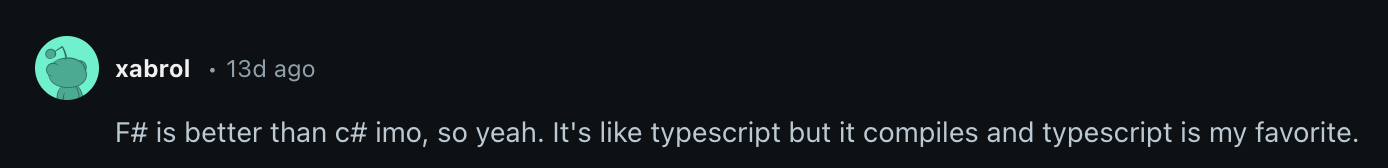 xabrol • 13d ago
F# is better than c# imo, so yeah. It's like typescript but it compiles and typescript is my favorite.